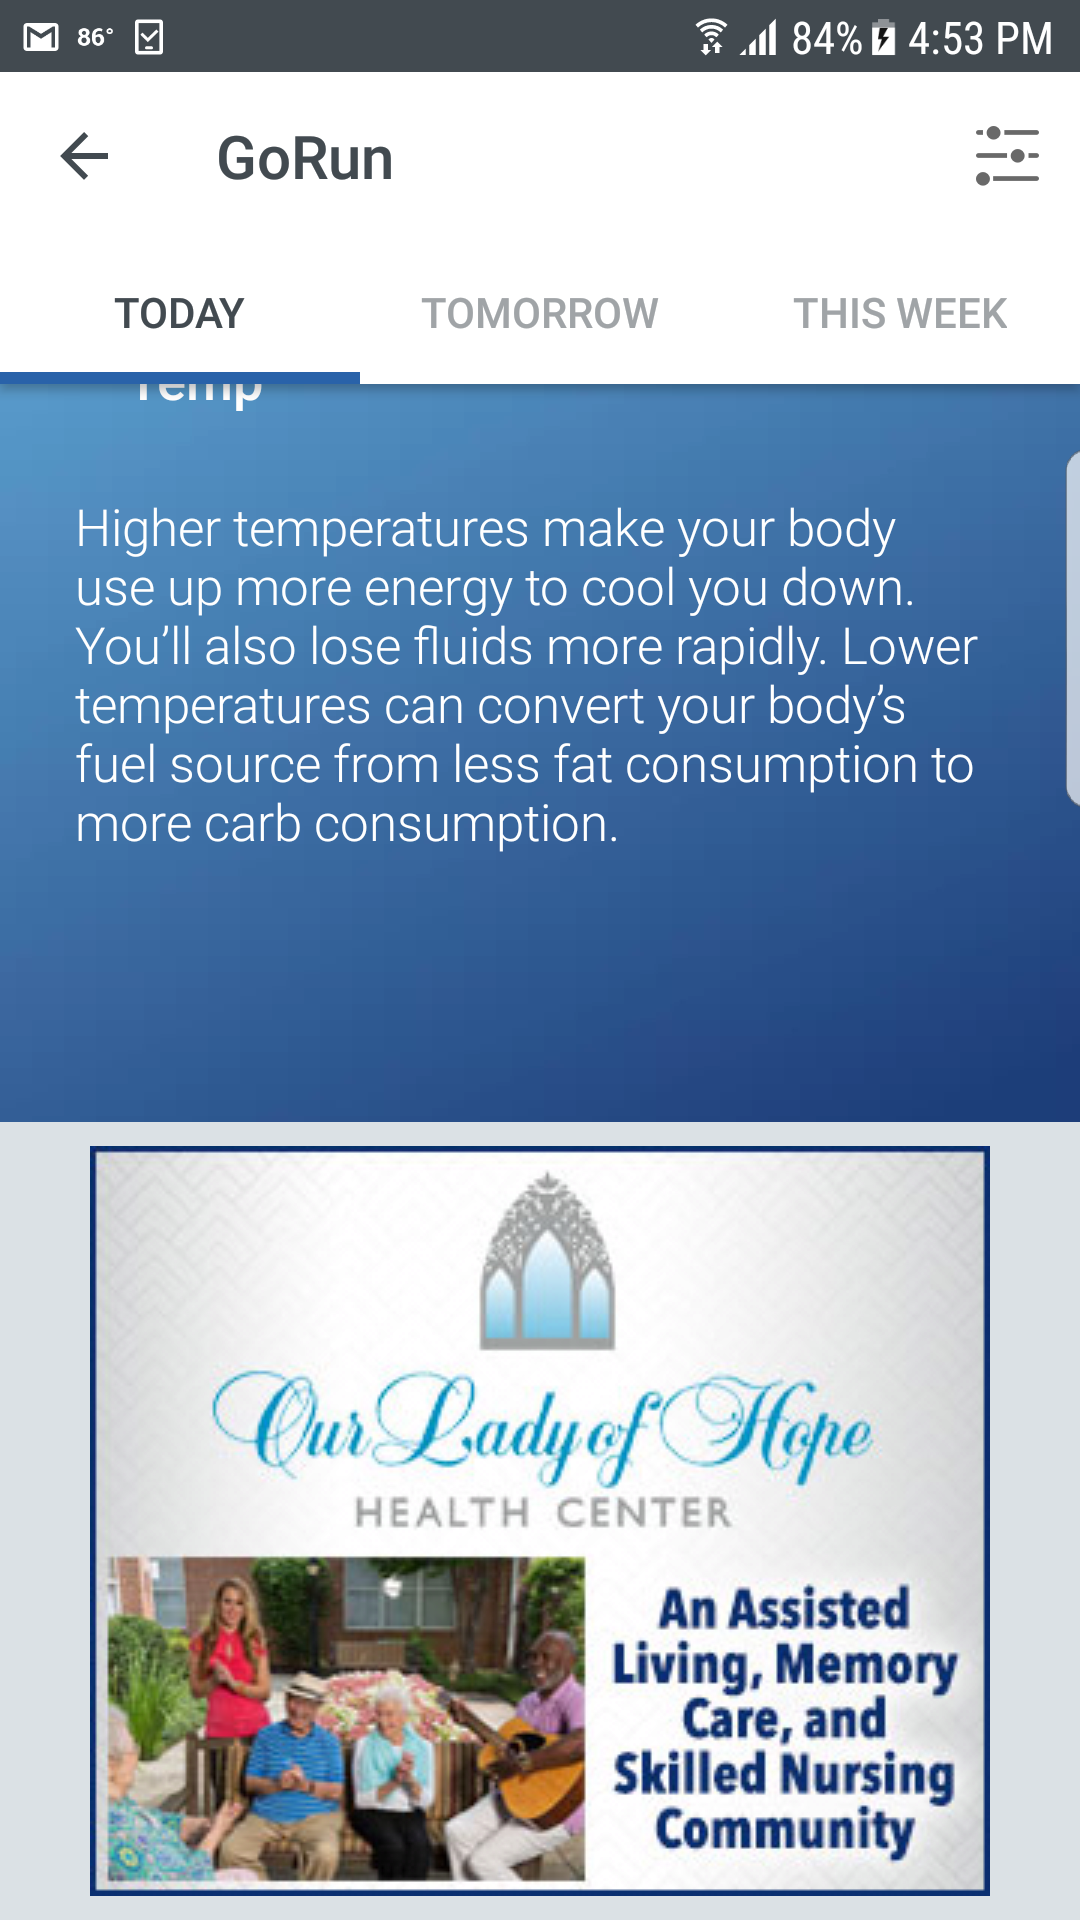 86°
84%
4:53 PM
GoRun
TODAY
TOMORROW
THIS WEEK
Temp
Higher temperatures make your body
use up more energy to cool you down.
You’ll also lose fluids more rapidly. Lower
temperatures can convert your body’s
fuel source from less fat consumption to
more carb consumption.
Our Lady of Hope
HEALTH CENTER
An Assisted
Living, Memory
Care, and
Skilled Nursing
Community